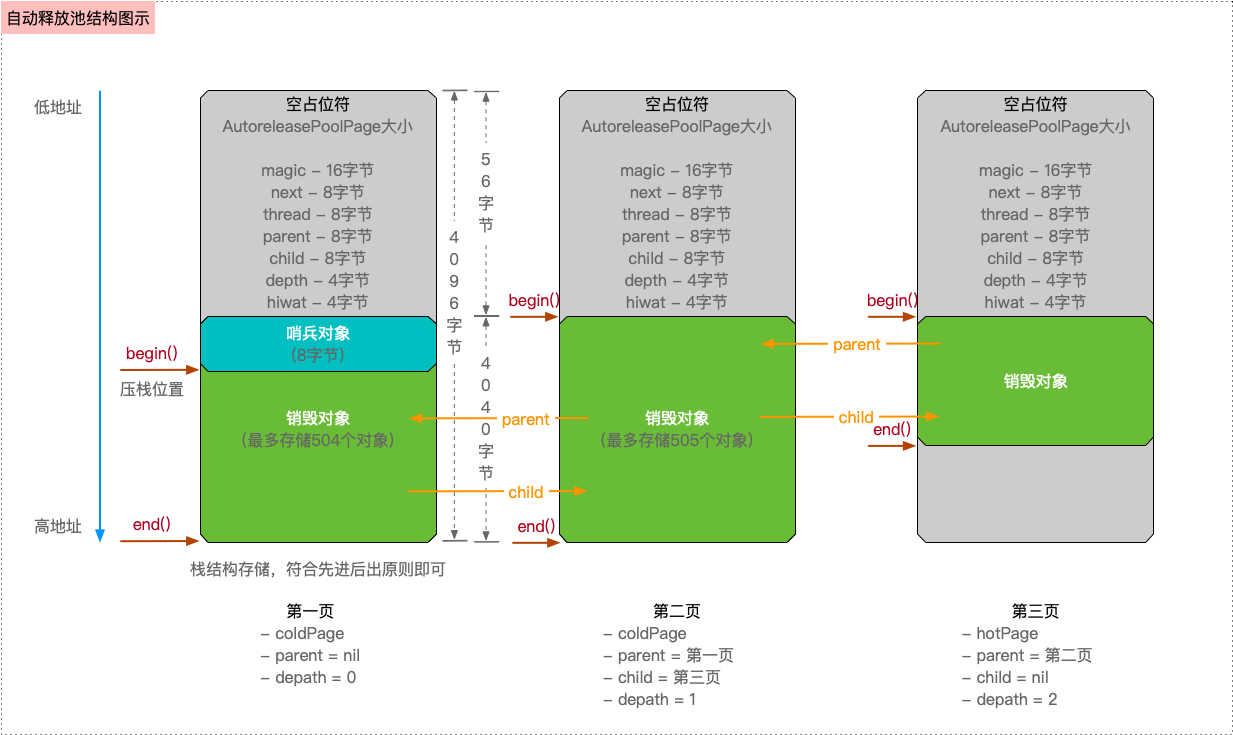 自动释放池结构图示
低地址
高地址
空占位符
AutoreleasePoolPage大小
magic – 16字节
next – 8字节
thread – 8字节
parent – 8字节
child – 8字节
depth – 4字节
hiwat – 4字节
哨兵对象
（8字节）
begin()
压栈位置
销毁对象
（最多存储504个对象）
end()
栈结构存储，符合先进后出原则即可
4096字节
56字节
4040字节
parent
child
空占位符
AutoreleasePoolPage大小
magic – 16字节
next – 8字节
thread – 8字节
parent – 8字节
child – 8字节
depth – 4字节
hiwat – 4字节
begin()
销毁对象
（最多存储505个对象）
end()
parent
child
空占位符
AutoreleasePoolPage大小
magic – 16字节
next – 8字节
thread – 8字节
parent – 8字节
child – 8字节
depth – 4字节
hiwat – 4字节
begin()
销毁对象
end()
第一页
– coldPage
– parent = nil
– depath = 0
第二页
– coldPage
– parent = 第一页
– child = 第三页
– depath = 1
第三页
– hotPage
– parent = 第二页
– child = nil
– depath = 2